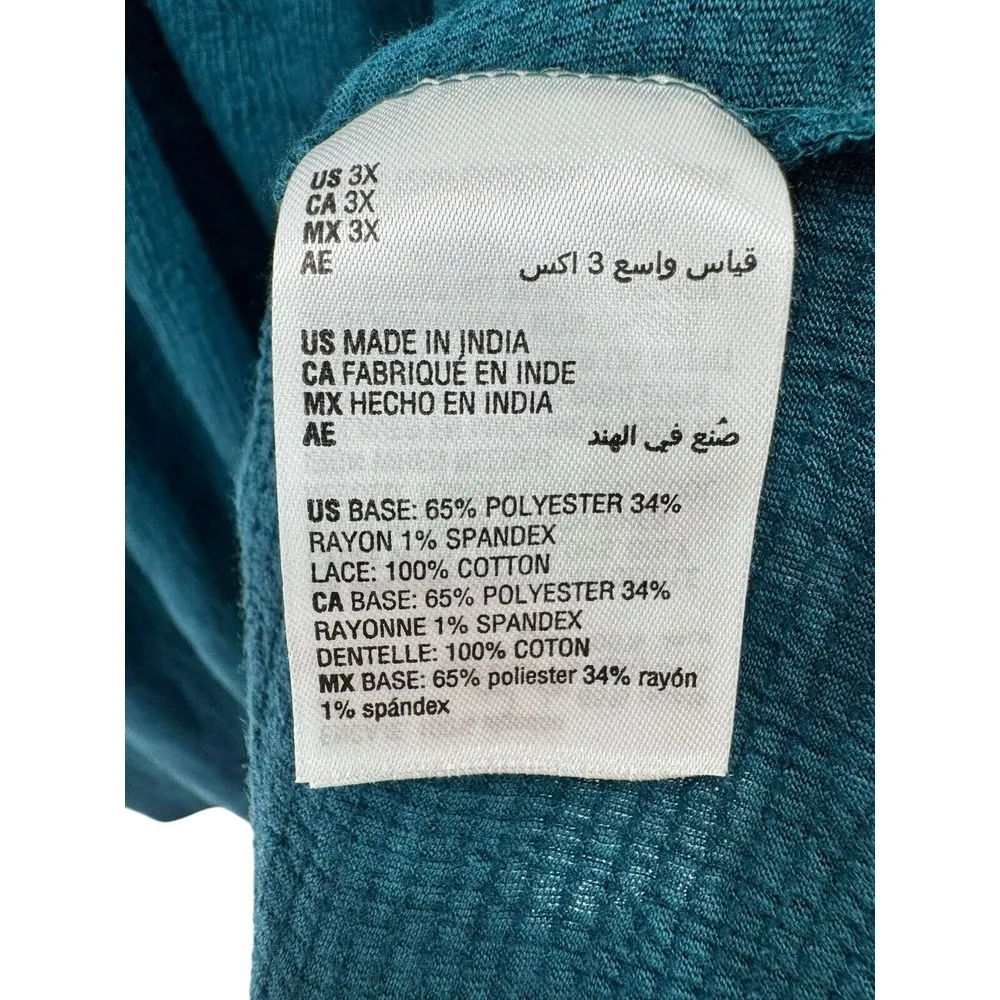 US 3X
CA 3X
MX 3X
AE قياس واسع 3 اكس
US MADE IN INDIA
CA FABRIQUÉ EN INDE
MX HECHO EN INDIA
AE صُنع في الهند
US BASE: 65% POLYESTER 34%
RAYON 1% SPANDEX
LACE: 100% COTTON
CA BASE: 65% POLYESTER 34%
RAYONNE 1% SPANDEX
DENTELLE: 100% COTON
MX BASE: 65% poliester 34% rayón
1% spándex